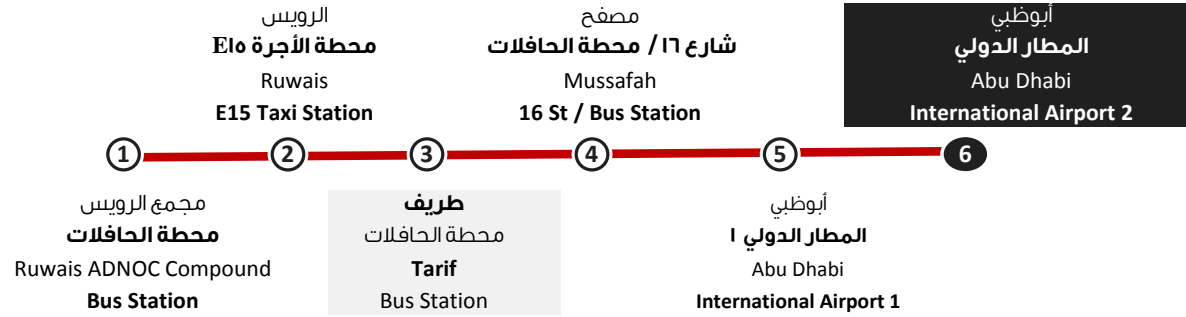 الرويس
محطة الأجرة E١٥
Ruwais
E15 Taxi Station
مصفح
شارع ١٦/ محطة الحافلات
Mussafah
16 St / Bus Station
أبوظبي
المطار الدولي
Abu Dhabi
International Airport 2
1 2 3 4 5 6
مجمع الرويس
محطة الحافلات
Ruwais ADNOC Compound
Bus Station
طريف
محطة الحافلات
Tarif
Bus Station
أبوظبي
المطار الدولي ١
Abu Dhabi
International Airport 1